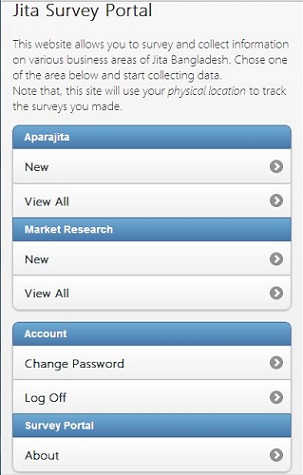 Jita Survey Portal
This website allows you to survey and collect information
on various business areas of Jita Bangladesh. Chose one
of the area below and start collecting data.
Note that, this site will use your physical location to track
the surveys you made.
Aparajita
New
View All
Market Research
New
View All
Account
Change Password
Log Off
Survey Portal
About